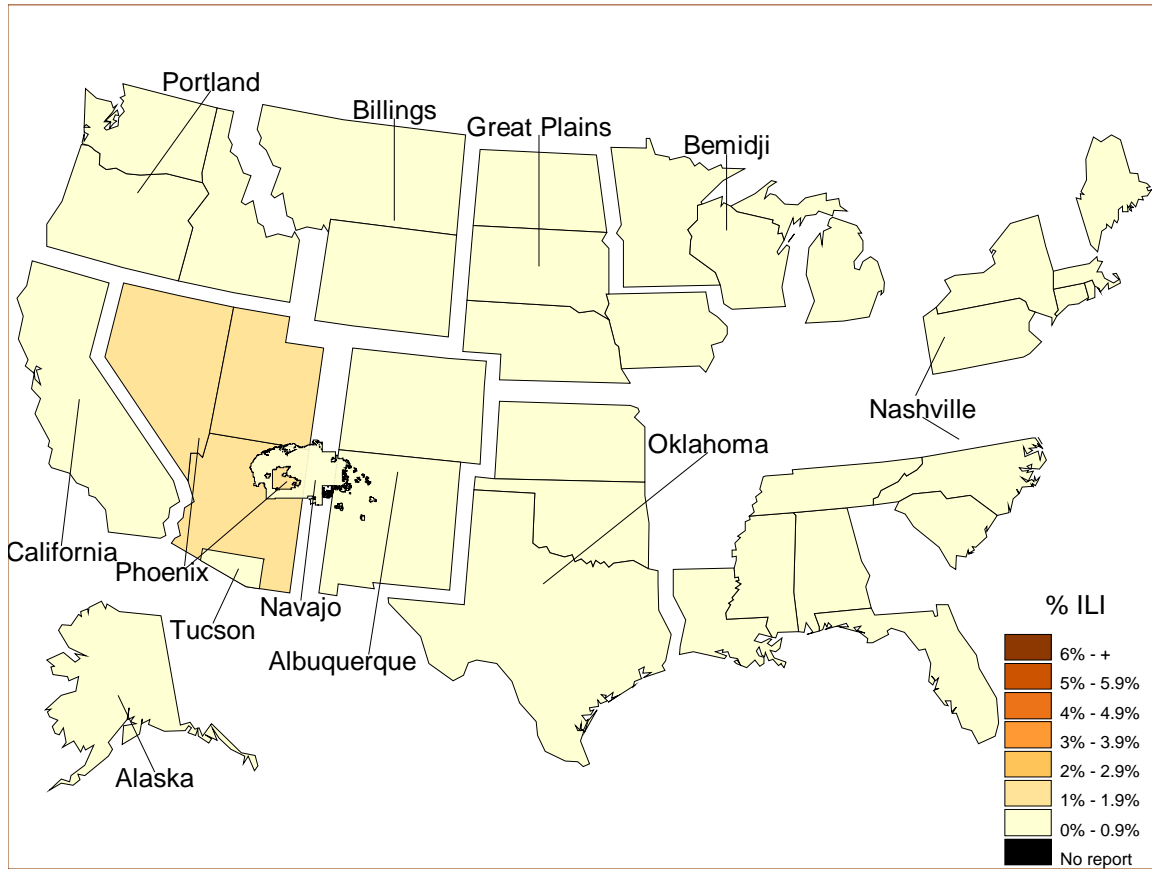 Portland
Billings
Great Plains
Bemidji
Nashville
Oklahoma
California
Phoenix
Navajo
Tucson
Albuquerque
Alaska
% ILI
6% - +
5% - 5.9%
4% - 4.9%
3% - 3.9%
2% - 2.9%
1% - 1.9%
0% - 0.9%
No report